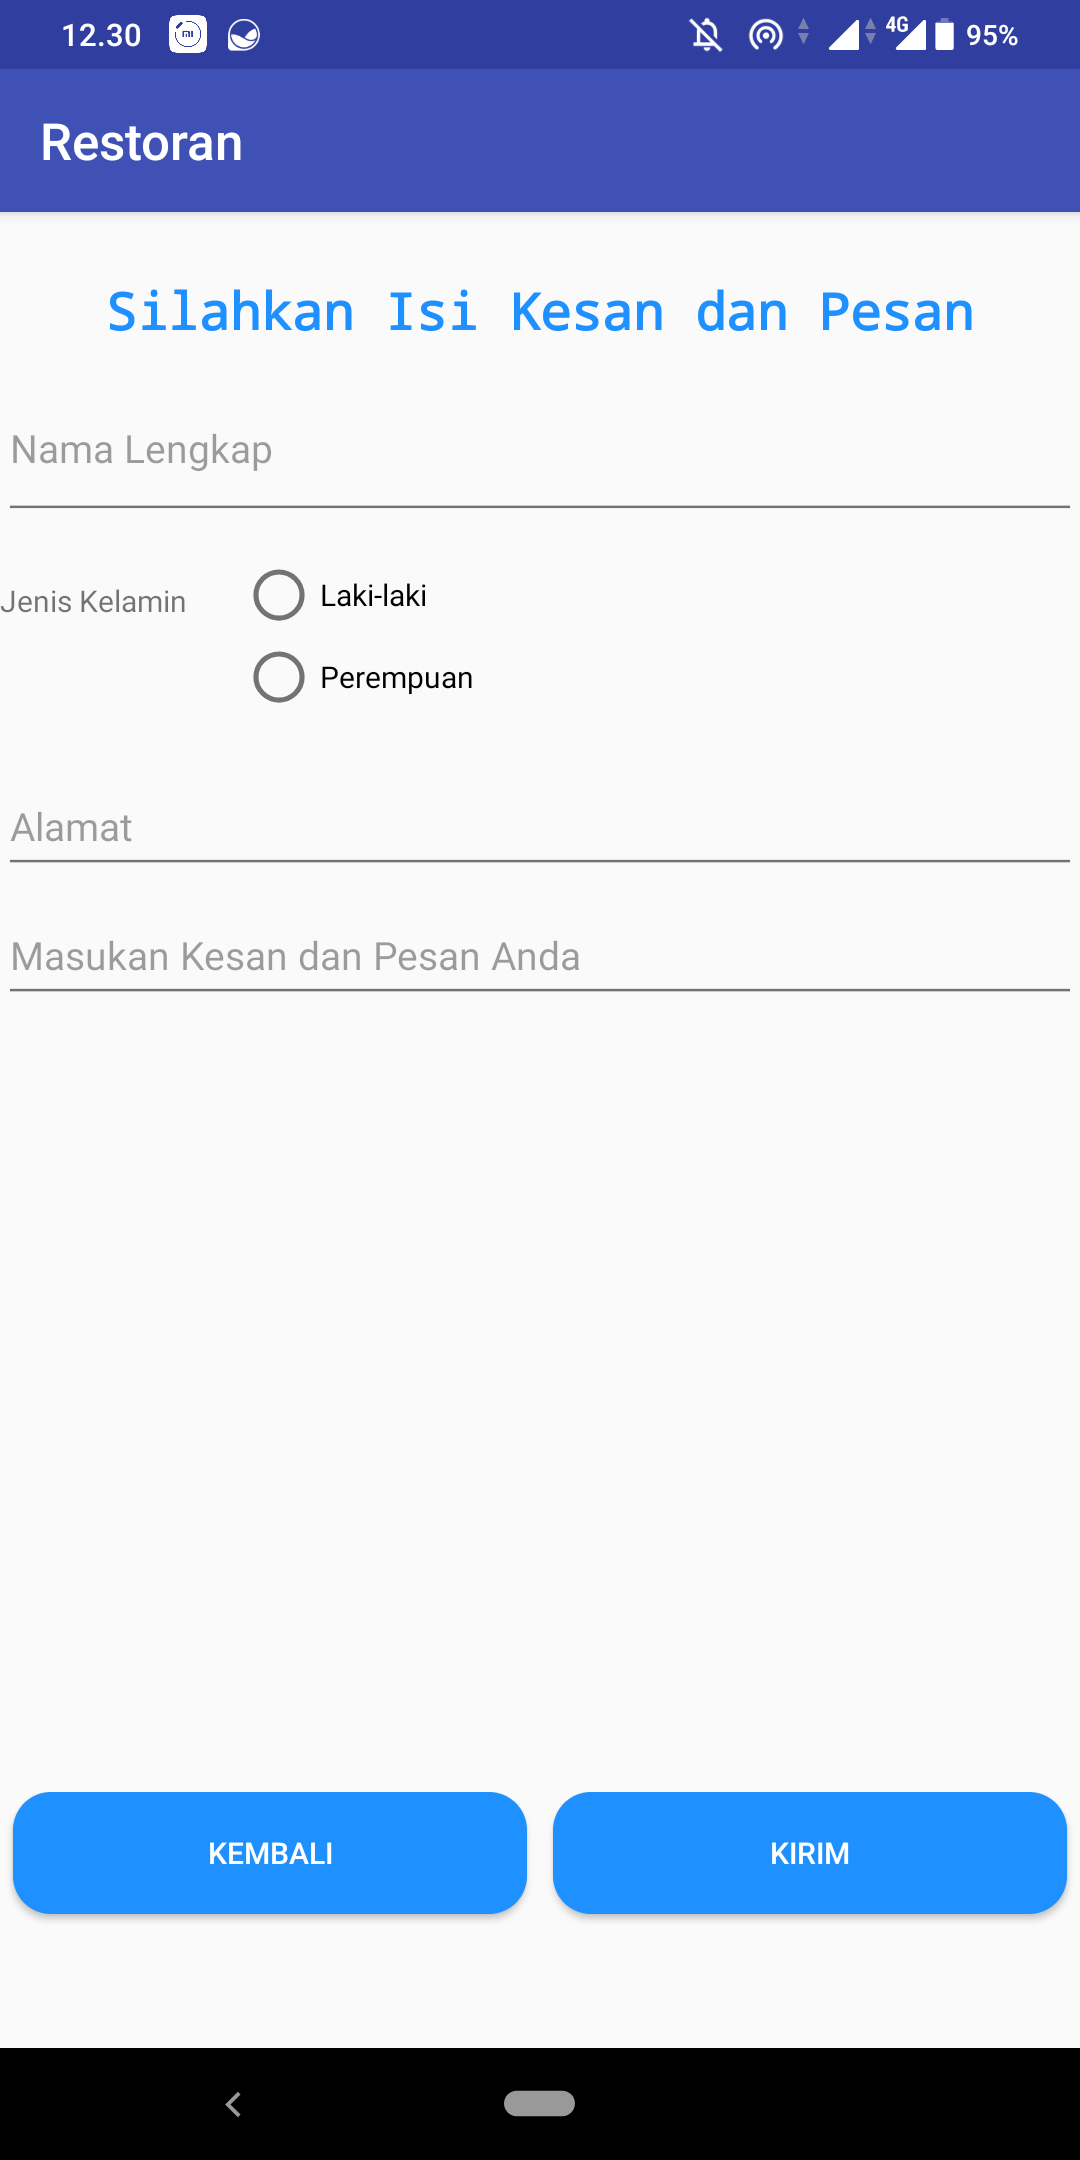 12.30 4G 95%
Restoran
Silahkan Isi Kesan dan Pesan
Nama Lengkap
Jenis Kelamin Laki-laki
Perempuan
Alamat
Masukan Kesan dan Pesan Anda
KEMBALI KIRIM